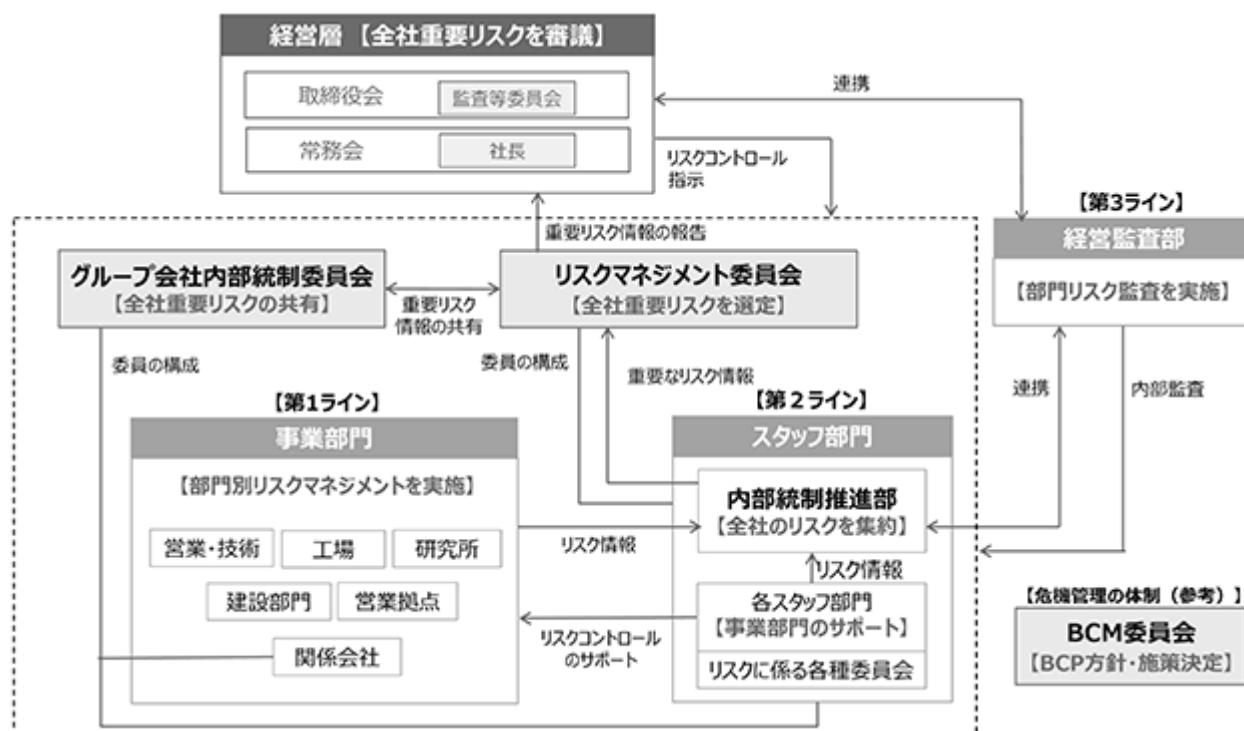 経営層 【全社重要リスクを審議】
取締役会
監査等委員会
常務会
社長
連携
リスクコントロール
指示
【第3ライン】
経営監査部
【部門リスク監査を実施】
重要リスク情報の報告
グループ会社内部統制委員会
【全社重要リスクの共有】
重要リスク
情報の共有
リスクマネジメント委員会
【全社重要リスクを選定】
委員の構成
委員の構成
重要なリスク情報
連携
内部監査
【第1ライン】
事業部門
【部門別リスクマネジメントを実施】
営業・技術
工場
研究所
建設部門
営業拠点
関係会社
リスク情報
リスクコントロール
のサポート
【第２ライン】
スタッフ部門
内部統制推進部
【全社のリスクを集約】
リスク情報
各スタッフ部門
【事業部門のサポート】
リスクに係る各種委員会
【危機管理の体制（参考）】
BCM委員会
【BCP方針・施策決定】